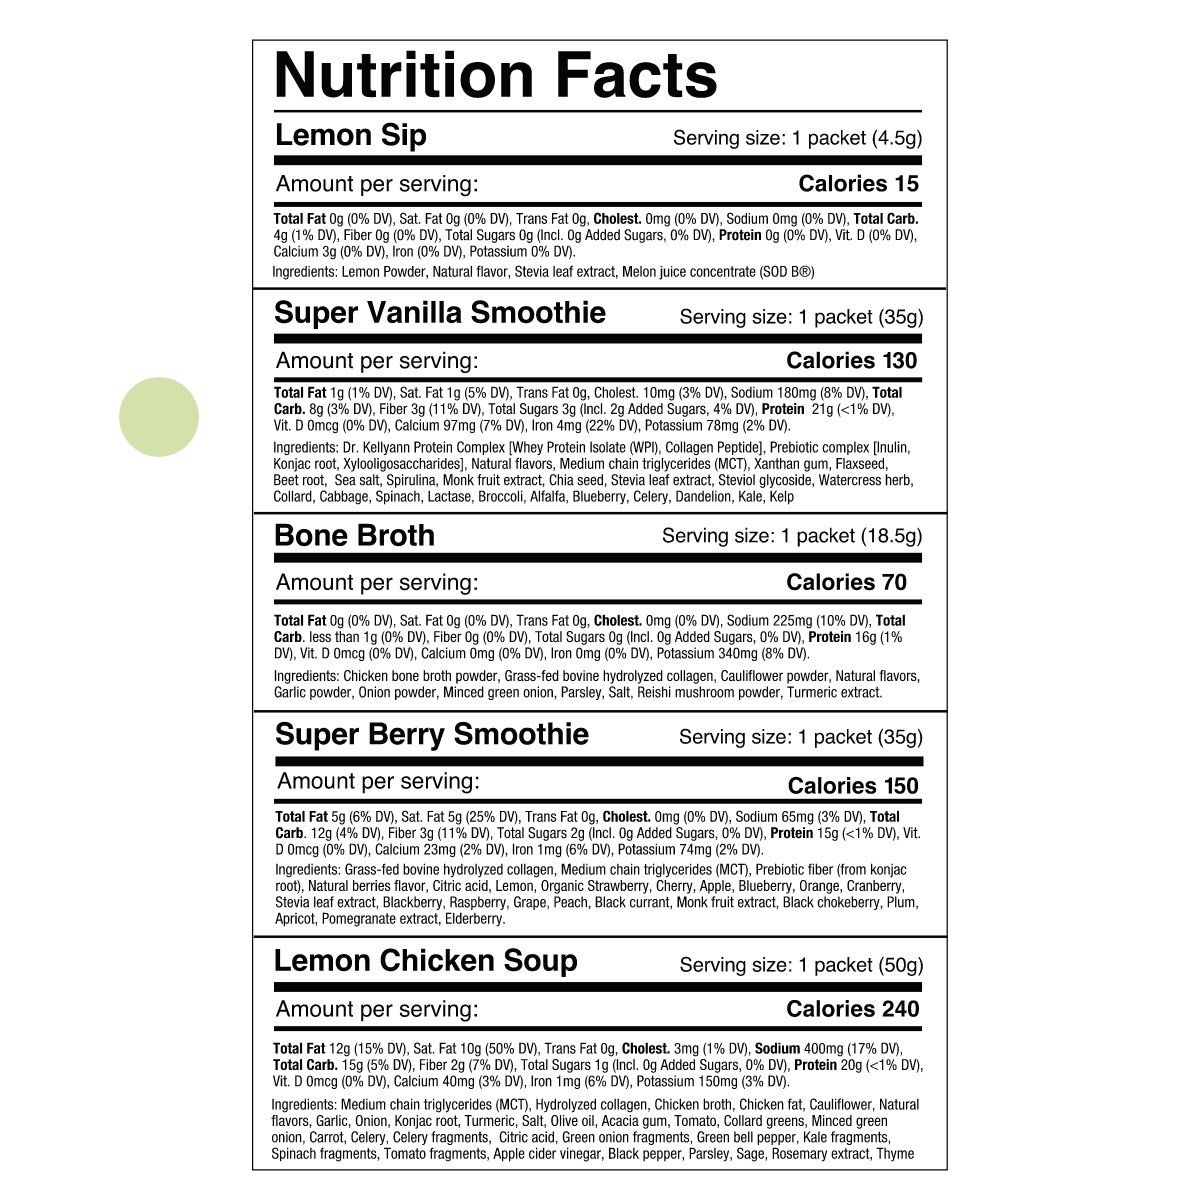 Nutrition Facts
Lemon Sip Serving size: 1 packet (4.5g)
Amount per serving: Calories 15
Total Fat 0g (0% DV), Sat. Fat 0g (0% DV), Trans Fat 0g, Cholest. 0mg (0% DV), Sodium 0mg (0% DV), Total Carb.
4g (1% DV), Fiber 0g (0% DV), Total Sugars 0g (Incl. 0g Added Sugars, 0% DV), Protein 0g (0% DV), Vit. D (0% DV),
Calcium 3g (0% DV), Iron (0% DV), Potassium 0% DV).
Ingredients: Lemon Powder, Natural flavor, Stevia leaf extract, Melon juice concentrate (SOD B®)
Super Vanilla Smoothie Serving size: 1 packet (35g)
Amount per serving: Calories 130
Total Fat 1g (1% DV), Sat. Fat 1g (5% DV), Trans Fat 0g, Cholest. 10mg (3% DV), Sodium 180mg (8% DV), Total
Carb. 8g (3% DV), Fiber 3g (11% DV), Total Sugars 3g (Incl. 2g Added Sugars, 4% DV), Protein 21g (<1% DV),
Vit. D 0mcg (0% DV), Calcium 97mg (7% DV), Iron 4mg (22% DV), Potassium 78mg (2% DV).
Ingredients: Dr. Kellyann Protein Complex [Whey Protein Isolate (WPI), Collagen Peptide], Prebiotic complex [Inulin,
Konjac root, Xylooligosaccharides], Natural flavors, Medium chain triglycerides (MCT), Xanthan gum, Flaxseed,
Beet root, Sea salt, Spirulina, Monk fruit extract, Chia seed, Stevia leaf extract, Steviol glycoside, Watercress herb,
Collard, Cabbage, Spinach, Lactase, Broccoli, Alfalfa, Blueberry, Celery, Dandelion, Kale, Kelp
Bone Broth Serving size: 1 packet (18.5g)
Amount per serving: Calories 70
Total Fat 0g (0% DV), Sat. Fat 0g (0% DV), Trans Fat 0g, Cholest. 0mg (0% DV), Sodium 225mg (10% DV), Total
Carb. less than 1g (0% DV), Fiber 0g (0% DV), Total Sugars 0g (Incl. 0g Added Sugars, 0% DV), Protein 16g (1%
DV), Vit. D 0mcg (0% DV), Calcium 0mg (0% DV), Iron 0mg (0% DV), Potassium 340mg (8% DV).
Ingredients: Chicken bone broth powder, Grass-fed bovine hydrolyzed collagen, Cauliflower powder, Natural flavors,
Garlic powder, Onion powder, Minced green onion, Parsley, Salt, Reishi mushroom powder, Turmeric extract.
Super Berry Smoothie Serving size: 1 packet (35g)
Amount per serving: Calories 150
Total Fat 5g (6% DV), Sat. Fat 5g (25% DV), Trans Fat 0g, Cholest. 0mg (0% DV), Sodium 65mg (3% DV), Total
Carb. 12g (4% DV), Fiber 3g (11% DV), Total Sugars 2g (Incl. 0g Added Sugars, 0% DV), Protein 15g (<1% DV), Vit.
D 0mcg (0% DV), Calcium 23mg (2% DV), Iron 1mg (6% DV), Potassium 74mg (2% DV).
Ingredients: Grass-fed bovine hydrolyzed collagen, Medium chain triglycerides (MCT), Prebiotic fiber (from konjac
root), Natural berries flavor, Citric acid, Lemon, Organic Strawberry, Cherry, Apple, Blueberry, Orange, Cranberry,
Stevia leaf extract, Blackberry, Raspberry, Grape, Peach, Black currant, Monk fruit extract, Black chokeberry, Plum,
Apricot, Pomegranate extract, Elderberry.
Lemon Chicken Soup Serving size: 1 packet (50g)
Amount per serving: Calories 240
Total Fat 12g (15% DV), Sat. Fat 10g (50% DV), Trans Fat 0g, Cholest. 3mg (1% DV), Sodium 400mg (17% DV),
Total Carb. 15g (5% DV), Fiber 2g (7% DV), Total Sugars 1g (Incl. 0g Added Sugars, 0% DV), Protein 20g (<1% DV),
Vit. D 0mcg (0% DV), Calcium 40mg (3% DV), Iron 1mg (6% DV), Potassium 150mg (3% DV).
Ingredients: Medium chain triglycerides (MCT), Hydrolyzed collagen, Chicken broth, Chicken fat, Cauliflower, Natural
flavors, Garlic, Onion, Konjac root, Turmeric, Salt, Olive oil, Acacia gum, Tomato, Collard greens, Minced green
onion, Carrot, Celery, Celery fragments, Citric acid, Green onion fragments, Green bell pepper, Kale fragments,
Spinach fragments, Tomato fragments, Apple cider vinegar, Black pepper, Parsley, Sage, Rosemary extract, Thyme